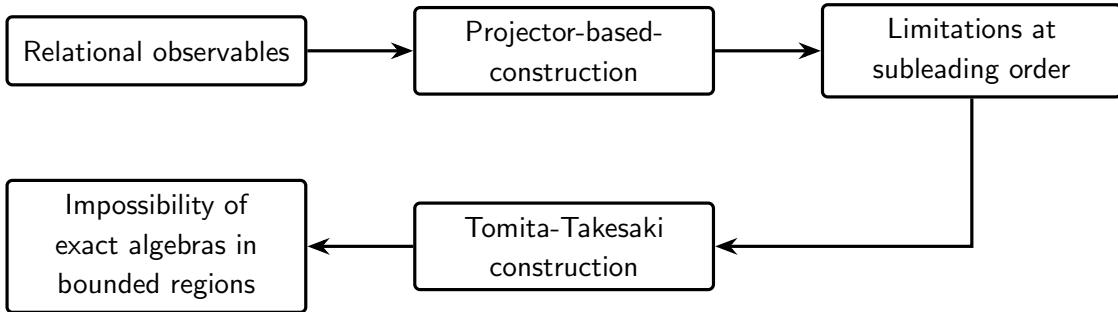 Relational observables
Projector-based-
construction
Limitations at
subleading order
Tomita-Takesaki
construction
Impossibility of
exact algebras in
bounded regions